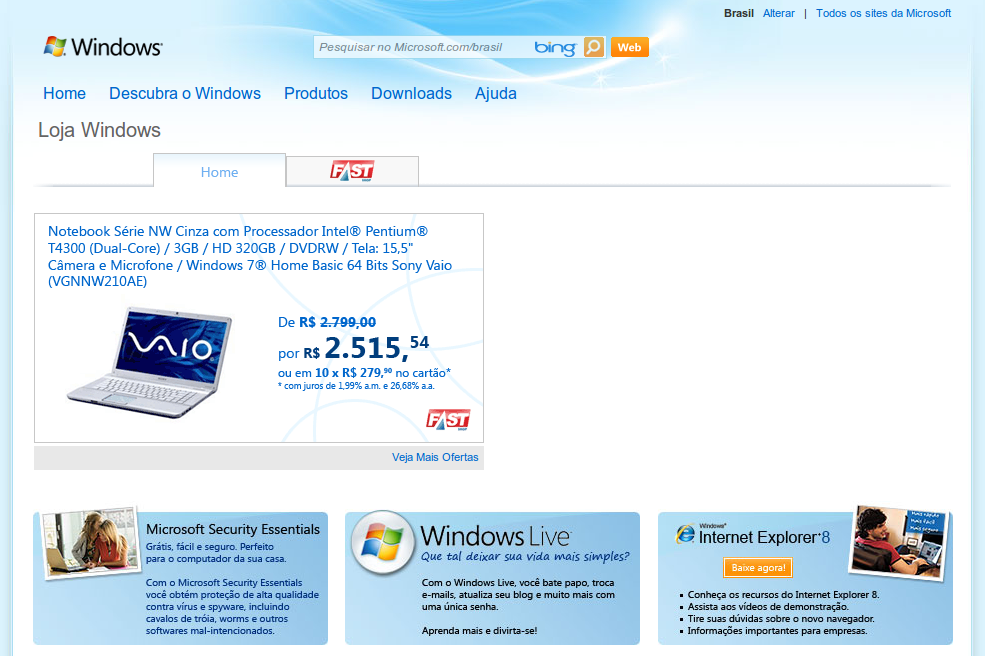 Brasil Alterar | Todos os sites da Microsoft
Windows
Pesquisar no Microsoft.com/brasil bing Web
Home Descubra o Windows Produtos Downloads Ajuda
Loja Windows
Home FAST
Notebook Série NW Cinza com Processador Intel® Pentium®
T4300 (Dual-Core) / 3GB / HD 320GB / DVDRW / Tela: 15,5"
Câmera e Microfone / Windows 7® Home Basic 64 Bits Sony Vaio
(VGNNW210AE)
VAIO
De R$ 2.799,00
por R$ 2.515,54
ou em 10 x R$ 279,90 no cartão*
* com juros de 1,99% a.m. e 26,68% a.a.
FAST
Veja Mais Ofertas
Microsoft Security Essentials
Grátis, fácil e seguro. Perfeito
para o computador da sua casa.
Com o Microsoft Security Essentials
você obtém proteção de alta qualidade
contra vírus e spyware, incluindo
cavalos de tróia, worms e outros
softwares mal-intencionados.
Windows Live™
Que tal deixar sua vida mais simples?
Com o Windows Live, você bate papo, troca
e-mails, atualiza seu blog e muito mais com
uma única senha.
Aprenda mais e divirta-se!
Windows®
Internet Explorer 8
Baixe agora!
mais rápido
mais fácil
mais seguro
Conheça os recursos do Internet Explorer 8.
Assista aos vídeos de demonstração.
Tire suas dúvidas sobre o novo navegador.
Informações importantes para empresas.